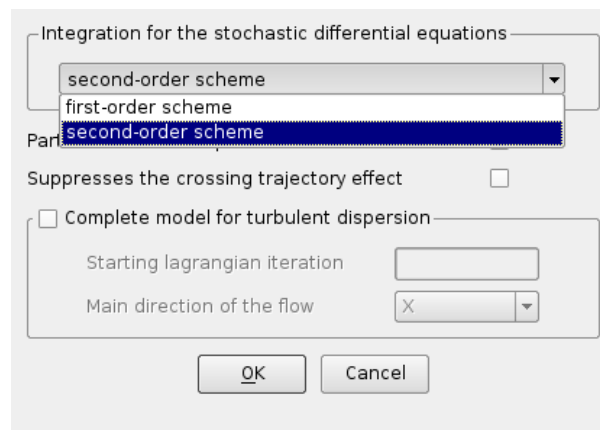 Integration for the stochastic differential equations
second-order scheme
first-order scheme
second-order scheme
Suppresses the crossing trajectory effect
Complete model for turbulent dispersion
Starting lagrangian iteration
Main direction of the flow
X
OK
Cancel